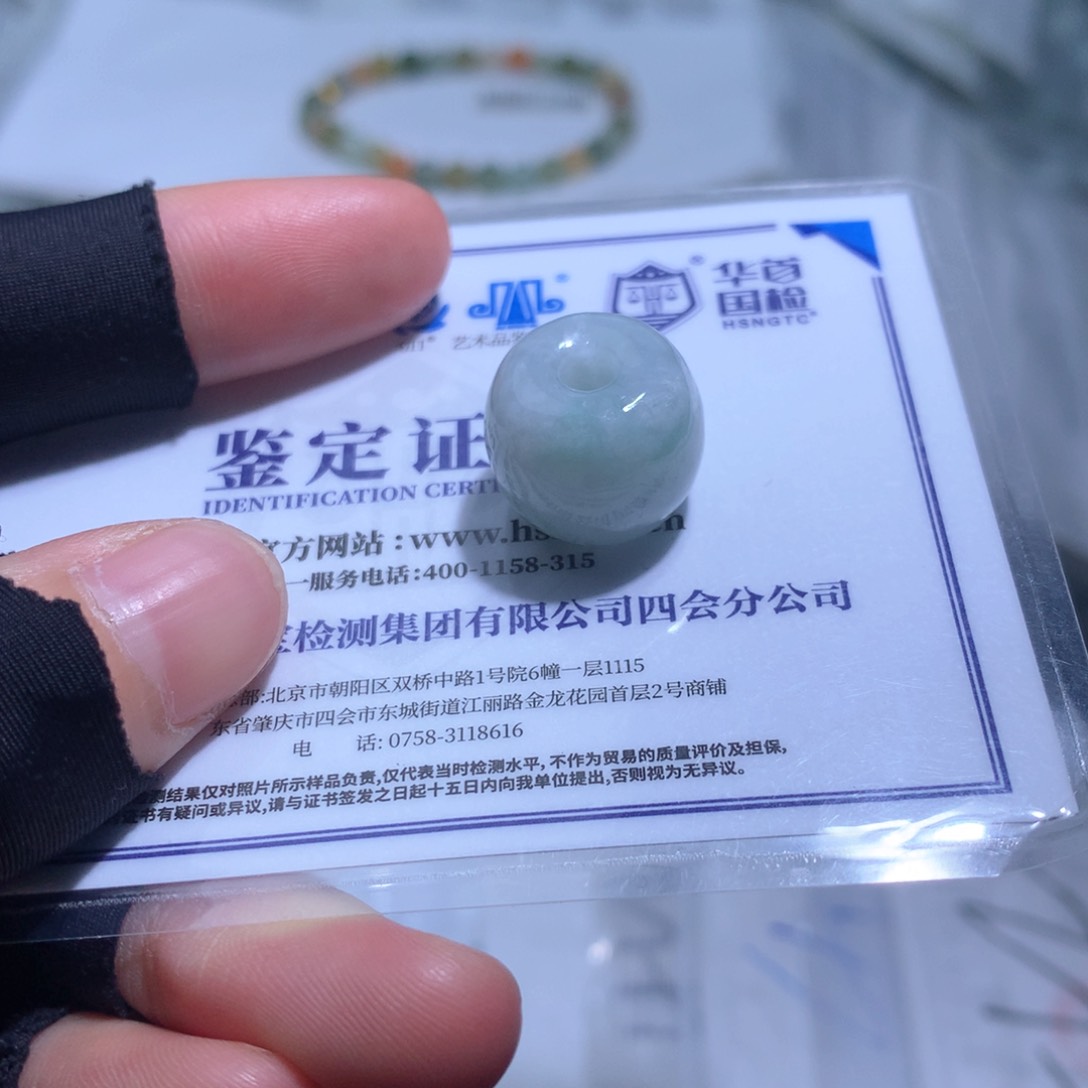 华首
国检
HSNGTC
艺术品
鉴定证
IDENTIFICATION CERT
官方网站:www.hs
服务电话:400-1158-315
检测集团有限公司四会分公司
部:北京市朝阳区双桥中路1号院6幢一层1115
东省肇庆市四会市东城街道江丽路金龙花园首层2号商铺
电 话: 0758-3118616
测结果仅对照片所示样品负责,仅代表当时检测水平, 不作为贸易的质量评价及担保,
证书有疑问或异议,请与证书签发之日起十五日内向我单位提出,否则视为无异议。